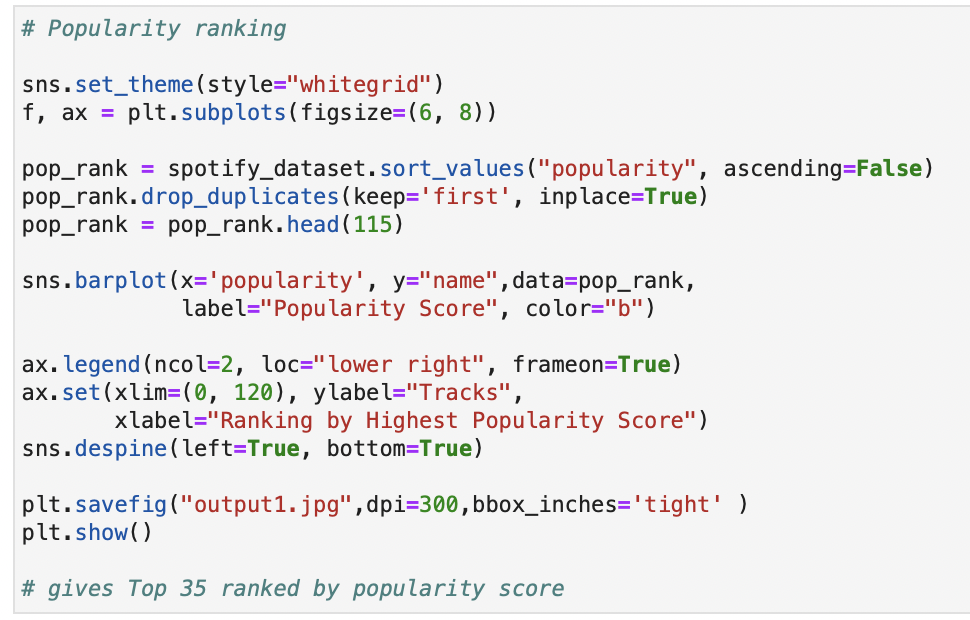 # Popularity ranking
sns.set_theme(style="whitegrid")
f, ax = plt.subplots(figsize=(6, 8))
pop_rank = spotify_dataset.sort_values("popularity", ascending=False)
pop_rank.drop_duplicates(keep='first', inplace=True)
pop_rank = pop_rank.head(115)
sns.barplot(x='popularity', y="name",data=pop_rank,
            label="Popularity Score", color="b")
ax.legend(ncol=2, loc="lower right", frameon=True)
ax.set(xlim=(0, 120), ylabel="Tracks",
       xlabel="Ranking by Highest Popularity Score")
sns.despine(left=True, bottom=True)
plt.savefig("output1.jpg",dpi=300,bbox_inches='tight' )
plt.show()
# gives Top 35 ranked by popularity score